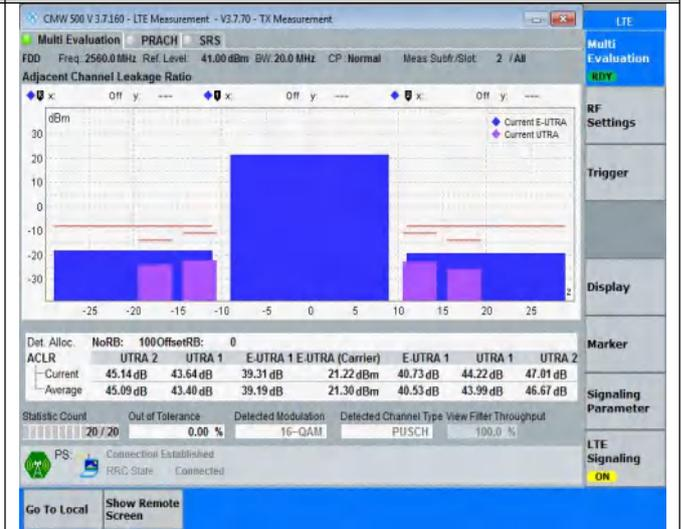 CMW 500 V 3.7.160 - LTE Measurement - V3.7.70 - TX Measurement
LTE
Multi Evaluation PRACH SRS
Multi Evaluation
RDY
FDD Freq: 2560.0 MHz Ref. Level: 41.00 dBm BW: 20.0 MHz CP: Normal Meas Subfr./Slot: 2 / All
Adjacent Channel Leakage Ratio
x: Off y: --- x: Off y: --- x: Off y: ---
dBm
Current E-UTRA
Current UTRA
30
20
10
0
-10
-20
-30
-25 -20 -15 -10 -5 0 5 10 15 20 25
z
RF Settings
Trigger
Display
Marker
Signaling Parameter
LTE Signaling
ON
Det. Alloc. NoRB: 100OffsetRB: 0
ACLR UTRA 2 UTRA 1 E-UTRA 1 E-UTRA (Carrier) E-UTRA 1 UTRA 1 UTRA 2
Current 45.14 dB 43.64 dB 39.31 dB 21.22 dBm 40.73 dB 44.22 dB 47.01 dB
Average 45.09 dB 43.40 dB 39.19 dB 21.30 dBm 40.53 dB 43.99 dB 46.67 dB
Statistic Count Out of Tolerance Detected Modulation Detected Channel Type View Filter Throughput
20 / 20 0.00 % 16-QAM PUSCH 100.0 %
PS: Connection Established
RRC State Connected
Go To Local Show Remote Screen